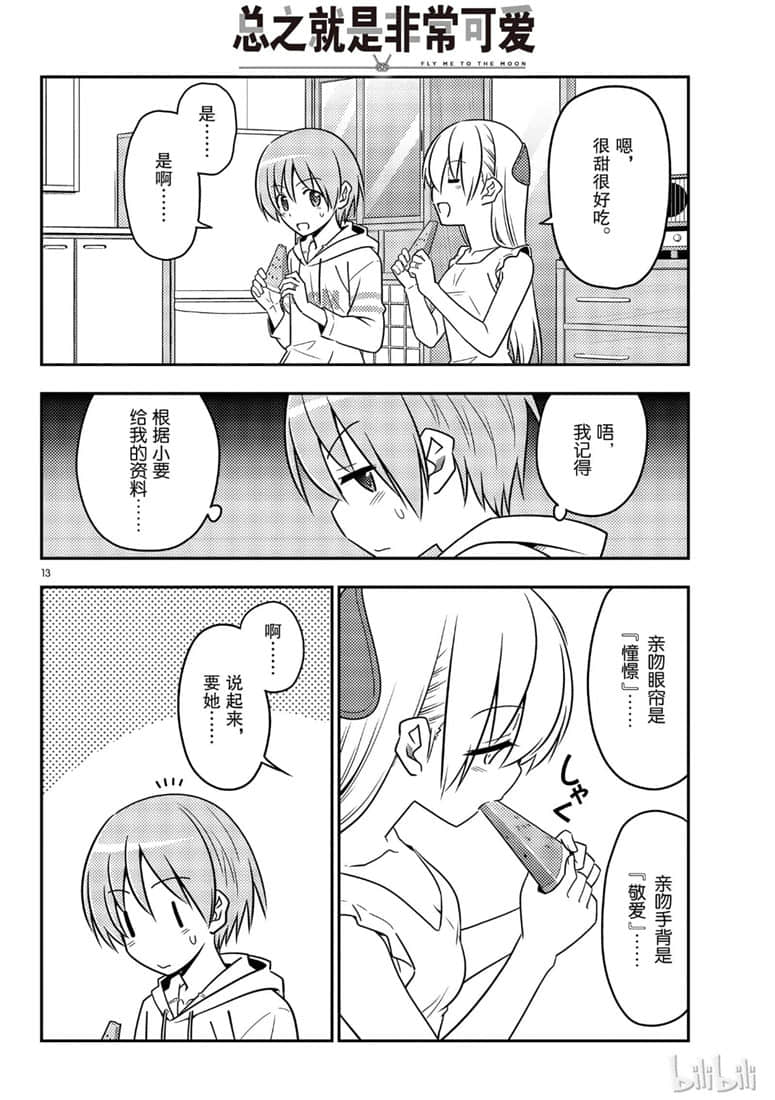 总之就是非常可爱
FLY ME TO THE MOON
嗯，
很甜很好吃。
是……
是啊……
唔，
我记得
根据小要
给我的资料……
13
亲吻眼帘是
『憧憬』……
しゃく
亲吻手背是
『敬爱』……
啊……
说起来，
要她……
bilibili